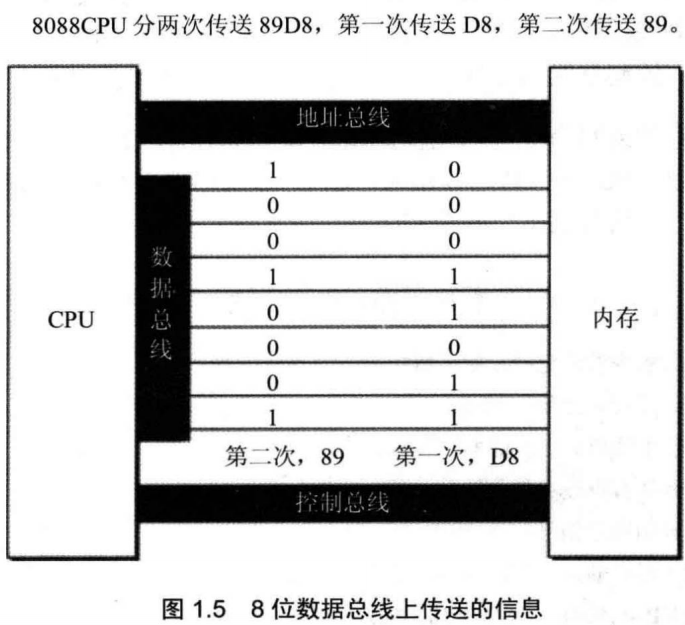 8088CPU 分两次传送 89D8，第一次传送 D8，第二次传送 89。
地址总线
1 0
0 0
0 0
1 1
0 1
0 0
0 1
1 1
数据总线
CPU
内存
第二次，89 第一次，D8
控制总线
图 1.5 8 位数据总线上传送的信息